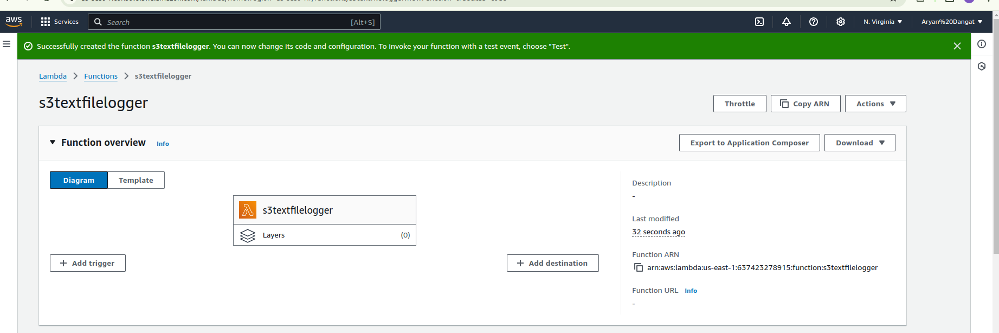 aws
Services
Search
[Alt+S]
N. Virginia
Aryan%20Dangat
Successfully created the function s3textfilelogger. You can now change its code and configuration. To invoke your function with a test event, choose "Test".
Lambda
Functions
s3textfilelogger
s3textfilelogger
Throttle
Copy ARN
Actions
Function overview
Info
Export to Application Composer
Download
Diagram
Template
s3textfilelogger
Layers
(0)
Add trigger
Add destination
Description
-
Last modified
32 seconds ago
Function ARN
arn:aws:lambda:us-east-1:637423278915:function:s3textfilelogger
Function URL
Info
-